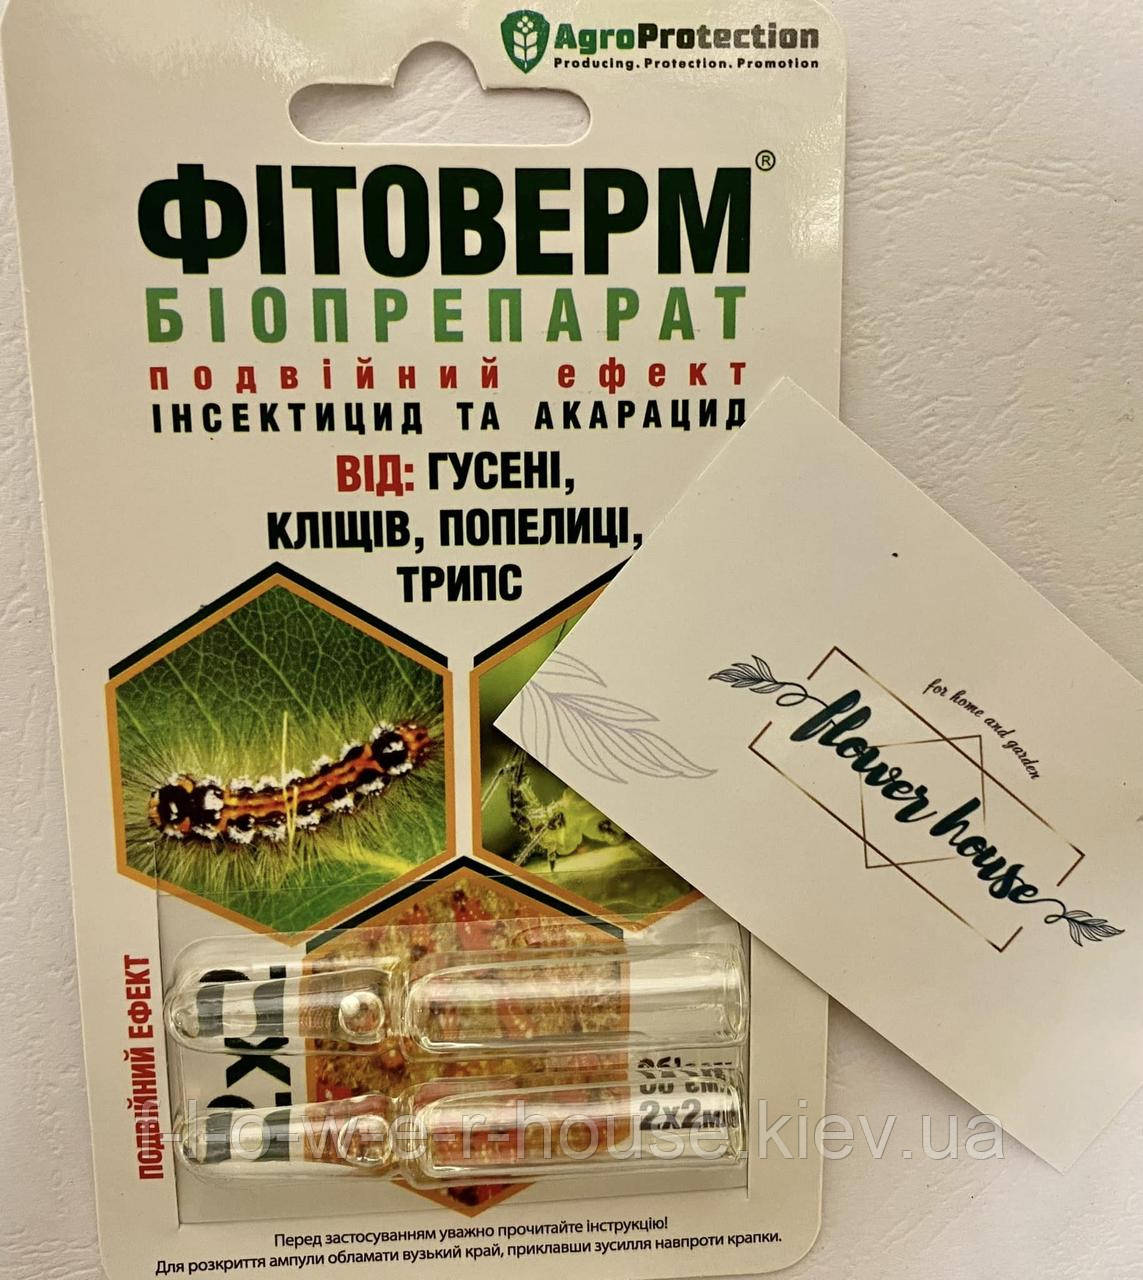 AgroProtection
Producing. Protection. Promotion
ФІТОВЕРМ®
БІОПРЕПАРАТ
подвійний ефект
ІНСЕКТИЦИД ТА АКАРАЦИД
ВІД: ГУСЕНІ,
КЛІЩІВ, ПОПЕЛИЦІ,
ТРИПС
for home and garden
flower house
ПОДВІЙНИЙ ЕФЕКТ
2х2мл
f-l-o-w-e-r-house.kiev.ua
Перед застосуванням уважно прочитайте інструкцію!
Для розкриття ампули обламати вузький край, приклавши зусилля навпроти крапки.